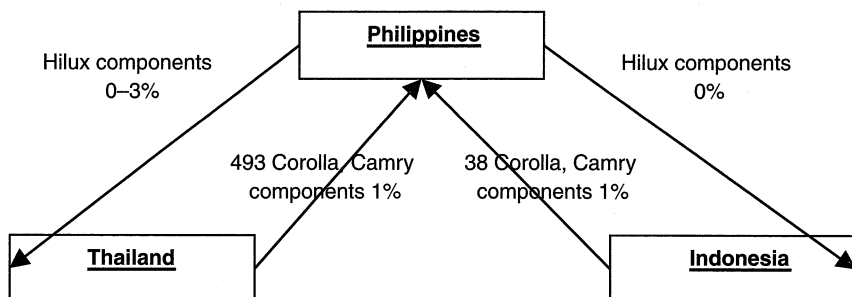 Philippines
Hilux components
0–3%
Hilux components
0%
493 Corolla, Camry
components 1%
38 Corolla, Camry
components 1%
Thailand
Indonesia